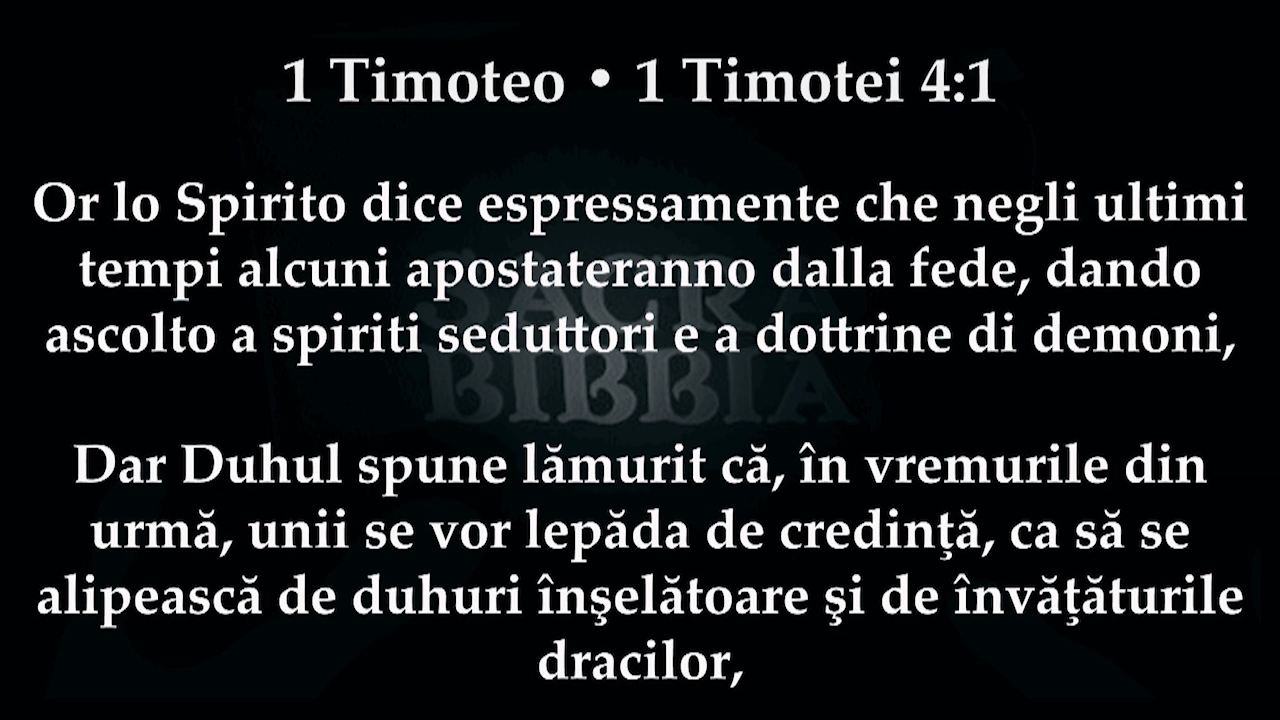 1 Timoteo • 1 Timotei 4:1
Or lo Spirito dice espressamente che negli ultimi
tempi alcuni apostateranno dalla fede, dando
ascolto a spiriti seduttori e a dottrine di demoni,
SACRA
BIBBIA
Dar Duhul spune lămurit că, în vremurile din
urmă, unii se vor lepăda de credinţă, ca să se
alipească de duhuri înşelătoare şi de învăţăturile
dracilor,